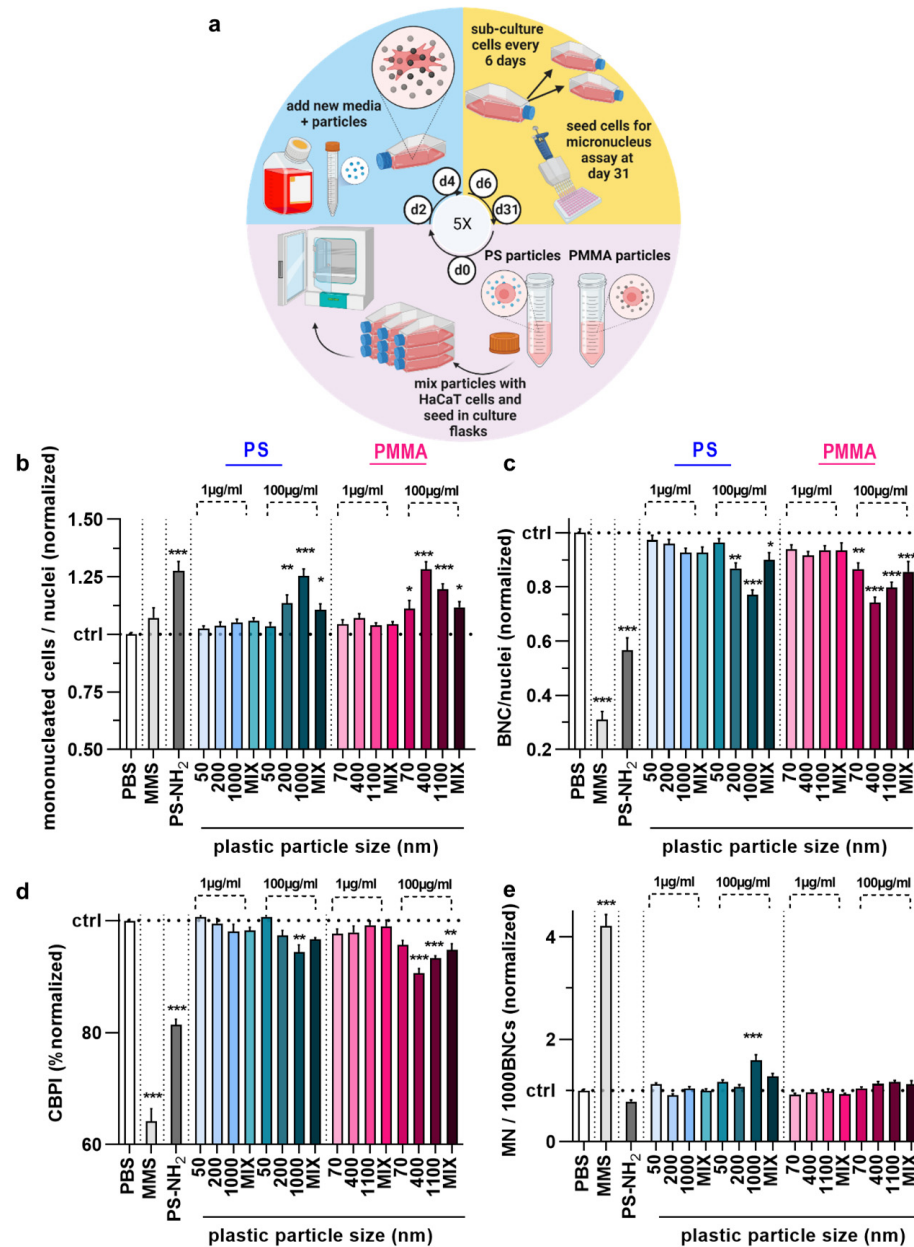 a
sub-culture
cells every
6 days
add new media
+ particles
seed cells for
micronucleus
assay at
day 31
d4
d6
d2
d31
5X
d0
PS particles
PMMA particles
mix particles with
HaCaT cells and
seed in culture
flasks
b
PS
PMMA
1µg/ml
100µg/ml
1µg/ml
100µg/ml
mononucleated cells / nuclei (normalized)
1.50
1.25
ctrl
0.75
0.50
***
**
***
*
*
***
***
*
PBS
MMS
PS-NH₂
50
200
1000
MIX
50
200
1000
MIX
70
400
1100
MIX
70
400
1100
MIX
plastic particle size (nm)
c
PS
PMMA
1µg/ml
100µg/ml
1µg/ml
100µg/ml
BNC/nuclei (normalized)
ctrl
0.8
0.6
0.4
0.2
***
***
**
***
*
**
***
***
***
PBS
MMS
PS-NH₂
50
200
1000
MIX
50
200
1000
MIX
70
400
1100
MIX
70
400
1100
MIX
plastic particle size (nm)
d
1µg/ml
100µg/ml
1µg/ml
100µg/ml
CBPI (%normalized)
ctrl
80
60
***
***
**
***
***
**
PBS
MMS
PS-NH₂
50
200
1000
MIX
50
200
1000
MIX
70
400
1100
MIX
70
400
1100
MIX
plastic particle size (nm)
e
1µg/ml
100µg/ml
1µg/ml
100µg/ml
MN / 1000BNCs (normalized)
4
2
ctrl
0
***
***
PBS
MMS
PS-NH₂
50
200
1000
MIX
50
200
1000
MIX
70
400
1100
MIX
70
400
1100
MIX
plastic particle size (nm)